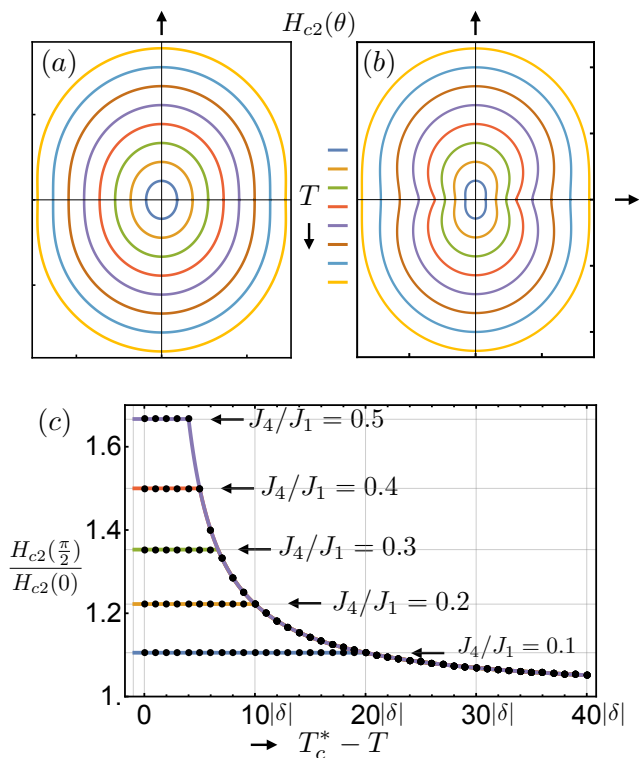 H_{c2}(θ)
(a)
(b)
T
(c)
1.6
1.4
1.2
1.
H_{c2}(π/2)
H_{c2}(0)
J_4/J_1 = 0.5
J_4/J_1 = 0.4
J_4/J_1 = 0.3
J_4/J_1 = 0.2
J_4/J_1 = 0.1
0 10|δ| 20|δ| 30|δ| 40|δ|
T_c^* − T